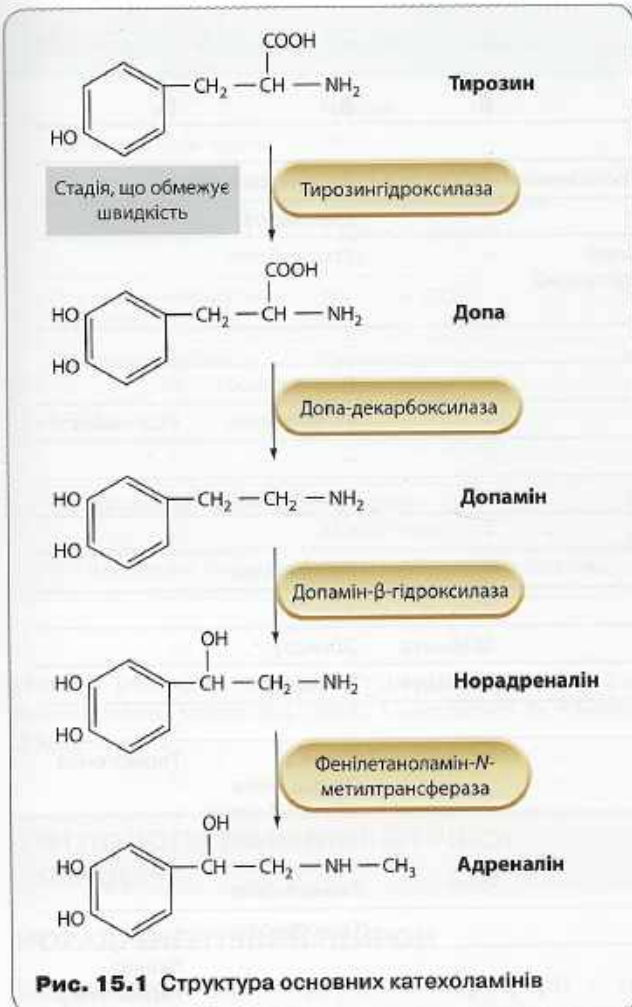 COOH
CH₂ — CH — NH₂
HO
Тирозин
Стадія, що обмежує
швидкість
Тирозингідроксилаза
COOH
HO
CH₂ — CH — NH₂
HO
Допа
Допа-декарбоксилаза
HO
CH₂ — CH₂ — NH₂
HO
Допамін
Допамін-β-гідроксилаза
OH
HO
CH — CH₂ — NH₂
HO
Норадреналін
Фенілетаноламін-N-
метилтрансфераза
OH
HO
CH — CH₂ — NH — CH₃
HO
Адреналін
Рис. 15.1 Структура основних катехоламінів